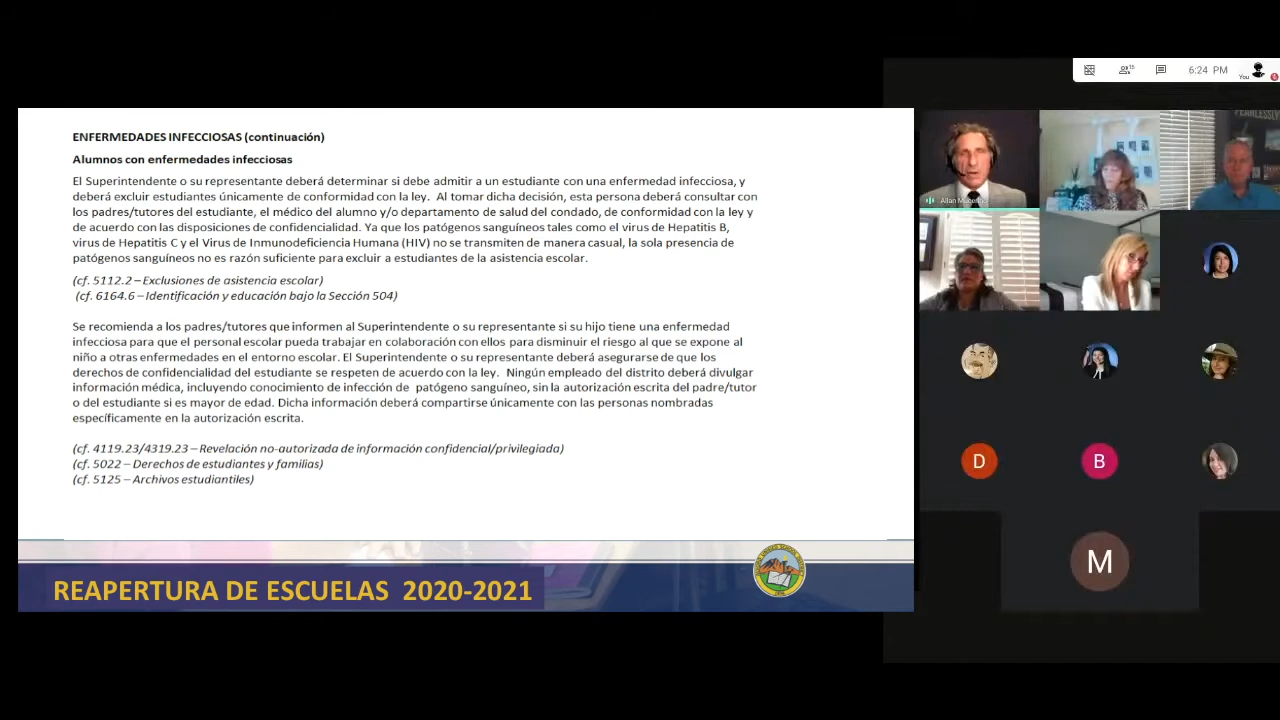 ENFERMEDADES INFECCIOSAS (continuación)
Alumnos con enfermedades infecciosas
El Superintendente o su representante deberá determinar si debe admitir a un estudiante con una enfermedad infecciosa, y
deberá excluir estudiantes únicamente de conformidad con la ley. Al tomar dicha decisión, esta persona deberá consultar con
los padres/tutores del estudiante, el médico del alumno y/o departamento de salud del condado, de conformidad con la ley y
de acuerdo con las disposiciones de confidencialidad. Ya que los patógenos sanguíneos tales como el virus de Hepatitis B,
virus de Hepatitis C y el Virus de Inmunodeficiencia Humana (HIV) no se transmiten de manera casual, la sola presencia de
patógenos sanguíneos no es razón suficiente para excluir a estudiantes de la asistencia escolar.
(cf. 5112.2 – Exclusiones de asistencia escolar)
(cf. 6164.6 – Identificación y educación bajo la Sección 504)
Se recomienda a los padres/tutores que informen al Superintendente o su representante si su hijo tiene una enfermedad
infecciosa para que el personal escolar pueda trabajar en colaboración con ellos para disminuir el riesgo al que se expone al
niño a otras enfermedades en el entorno escolar. El Superintendente o su representante deberá asegurarse de que los
derechos de confidencialidad del estudiante se respeten de acuerdo con la ley. Ningún empleado del distrito deberá divulgar
información médica, incluyendo conocimiento de infección de patógeno sanguíneo, sin la autorización escrita del padre/tutor
o del estudiante si es mayor de edad. Dicha información deberá compartirse únicamente con las personas nombradas
específicamente en la autorización escrita.
(cf. 4119.23/4319.23 – Revelación no-autorizada de información confidencial/privilegiada)
(cf. 5022 – Derechos de estudiantes y familias)
(cf. 5125 – Archivos estudiantiles)
REAPERTURA DE ESCUELAS 2020-2021
15
6:24 PM
You
FEARLESSLY
Allan
D
B
M